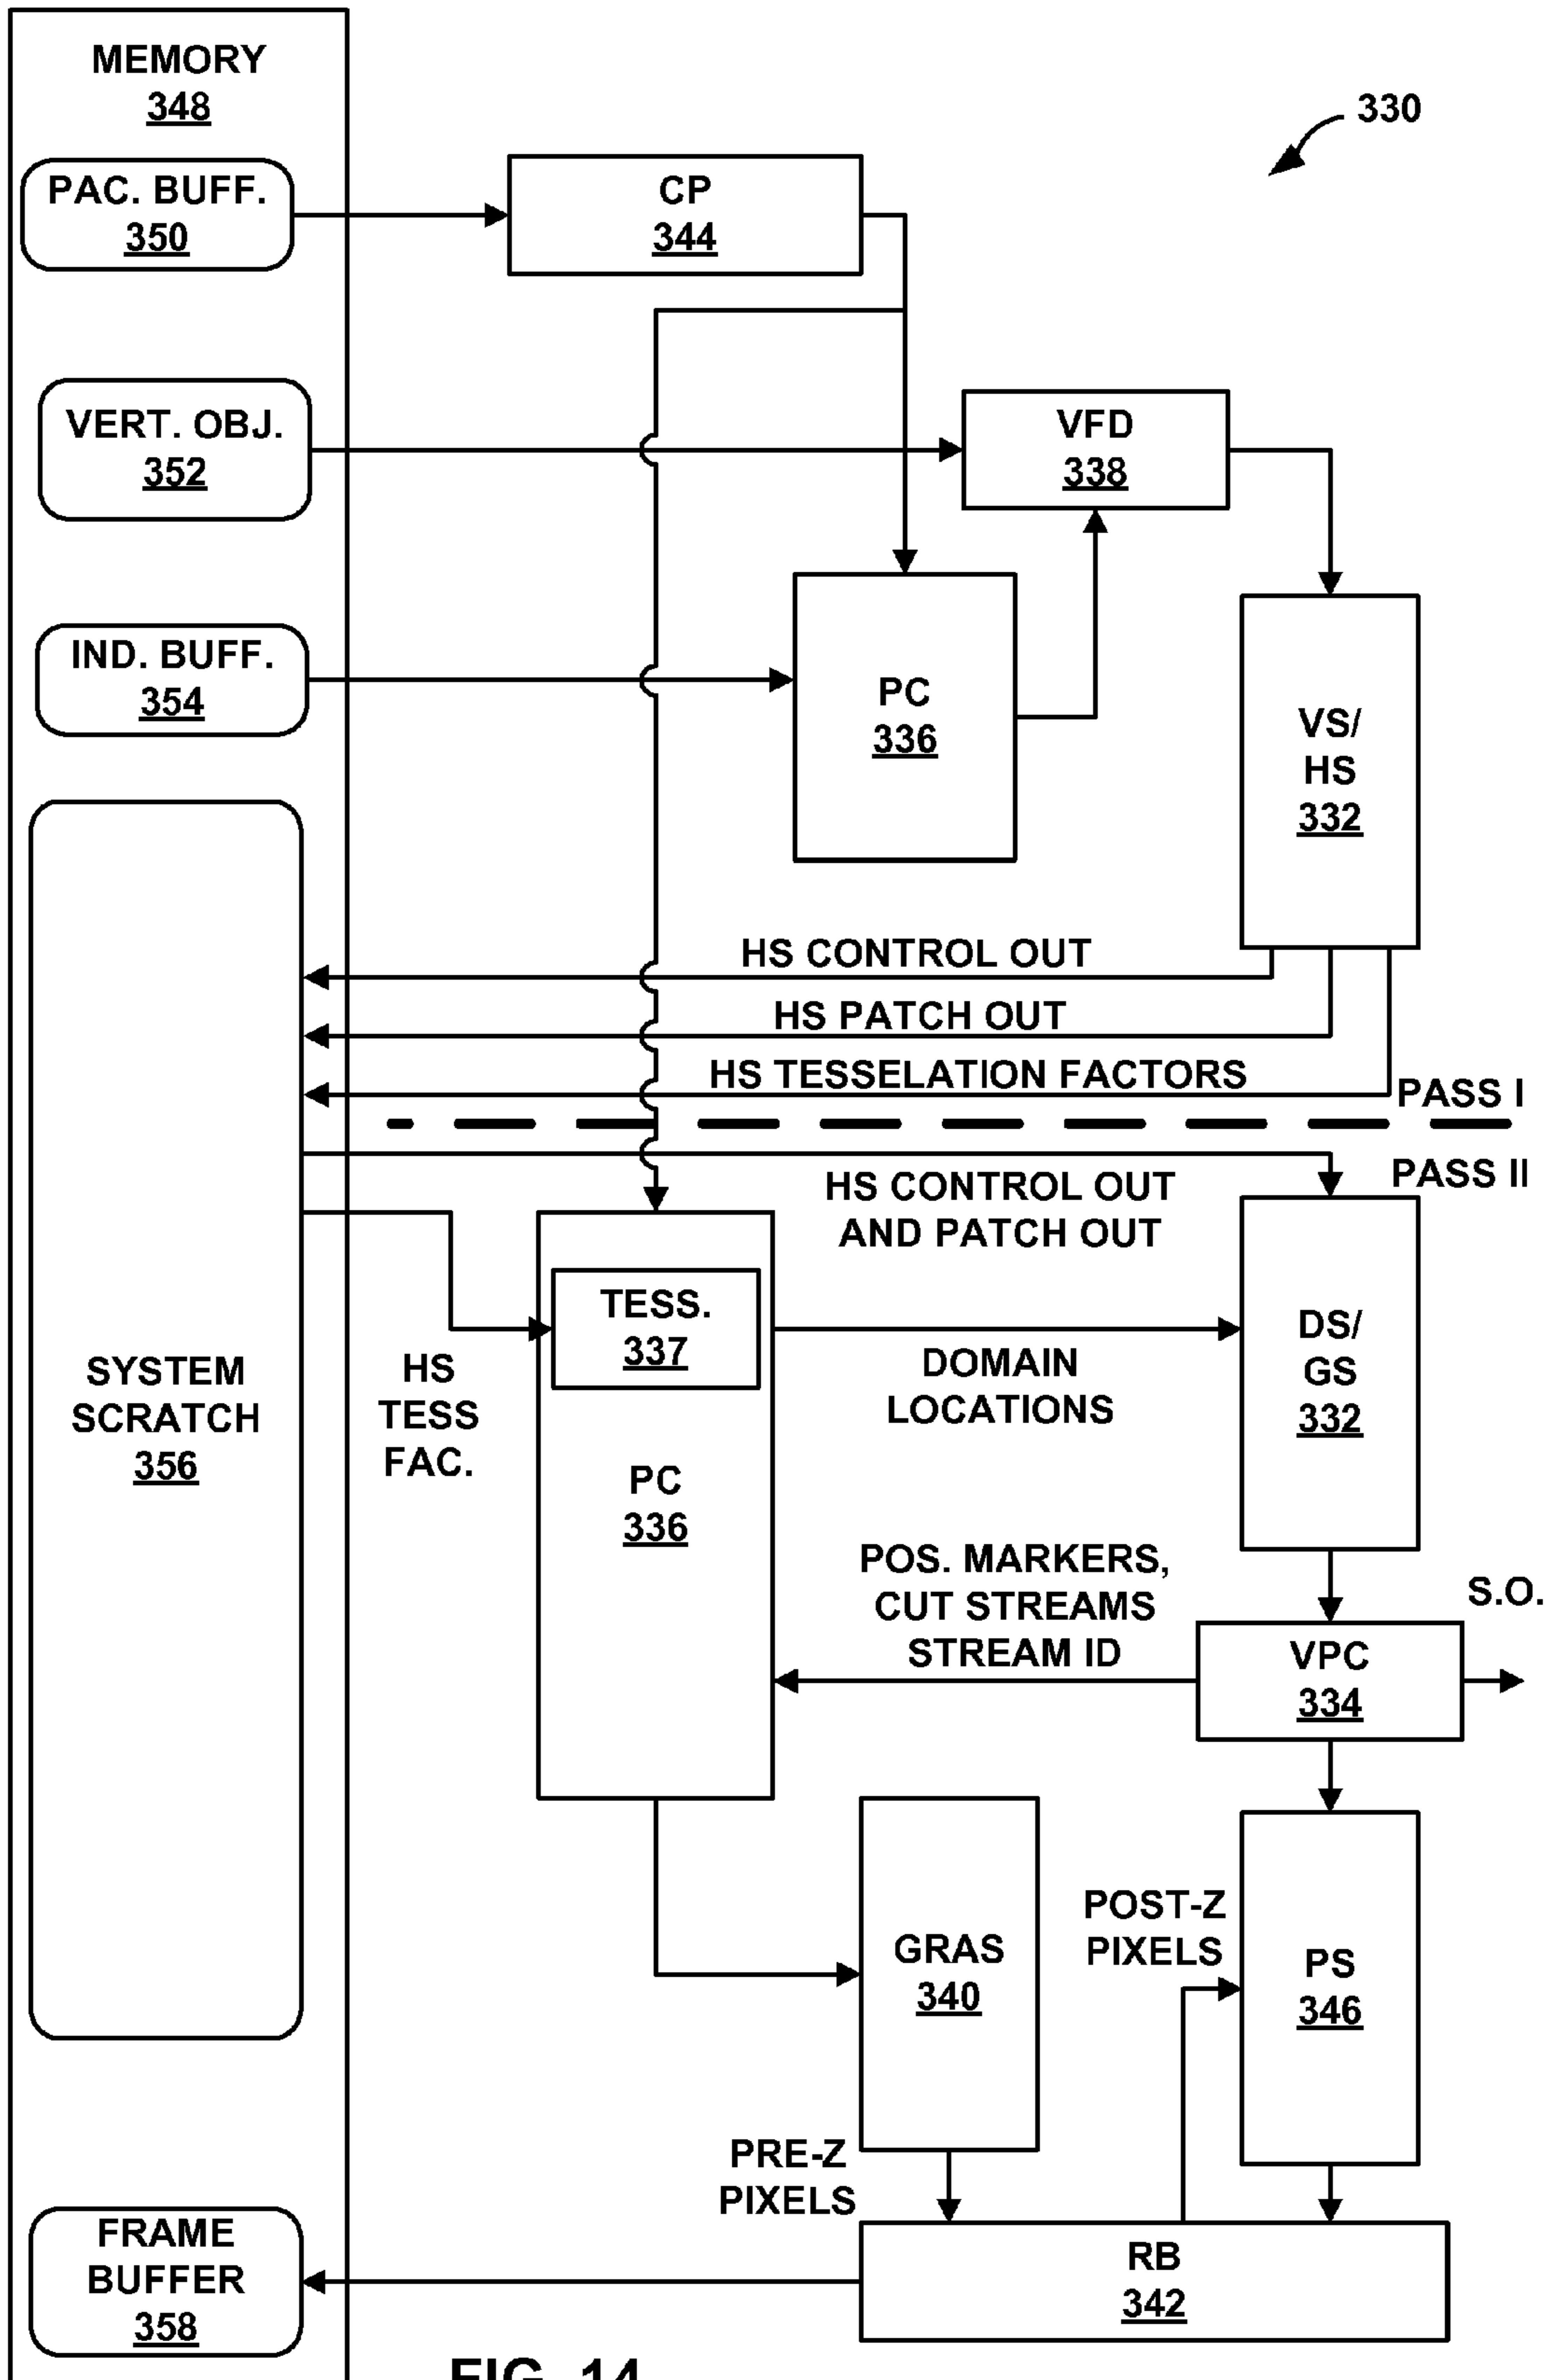 MEMORY
348
330
PAC. BUFF.
350
CP
344
VERT. OBJ.
352
VFD
338
IND. BUFF.
354
PC
336
VS/
HS
332
HS CONTROL OUT
HS PATCH OUT
HS TESSELATION FACTORS
PASS I
PASS II
HS CONTROL OUT
AND PATCH OUT
TESS.
337
DOMAIN
LOCATIONS
DS/
GS
332
HS
TESS
FAC.
SYSTEM
SCRATCH
356
PC
336
POS. MARKERS,
CUT STREAMS
STREAM ID
S.O.
VPC
334
GRAS
340
POST-Z
PIXELS
PS
346
PRE-Z
PIXELS
FRAME
BUFFER
358
RB
342
FIG. 14